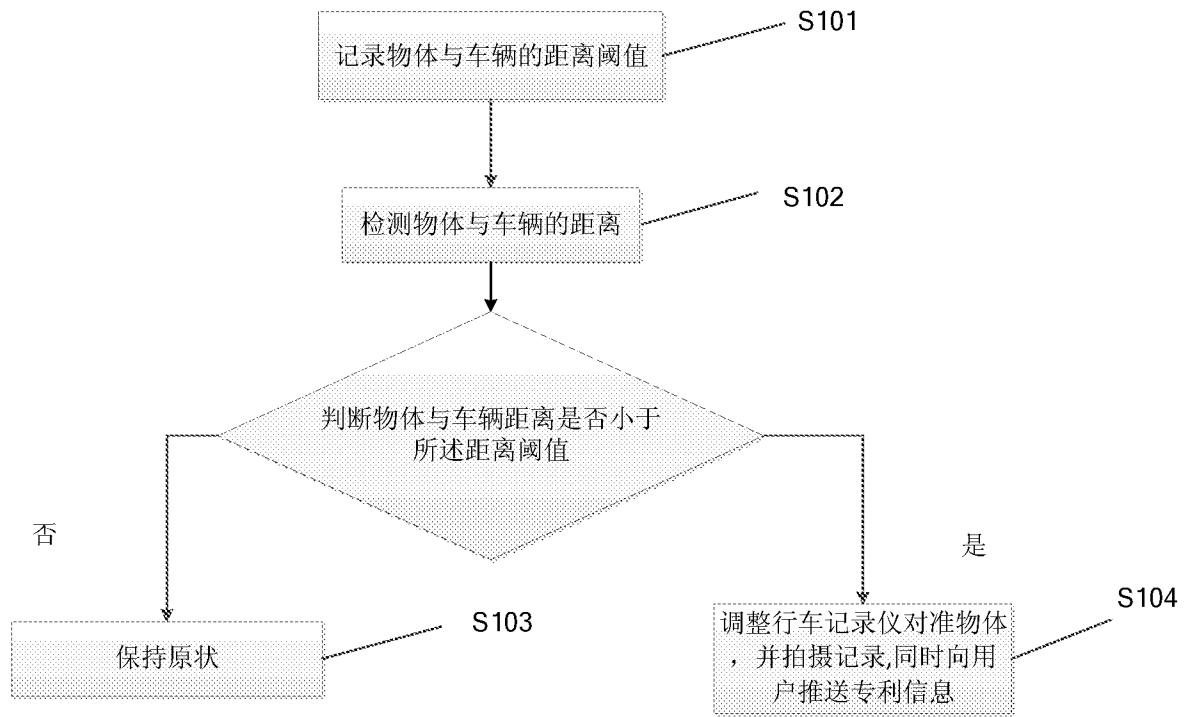 S101
记录物体与车辆的距离阈值
S102
检测物体与车辆的距离
判断物体与车辆距离是否小于
所述距离阈值
否
是
S103
保持原状
S104
调整行车记录仪对准物体
，并拍摄记录,同时向用
户推送专利信息